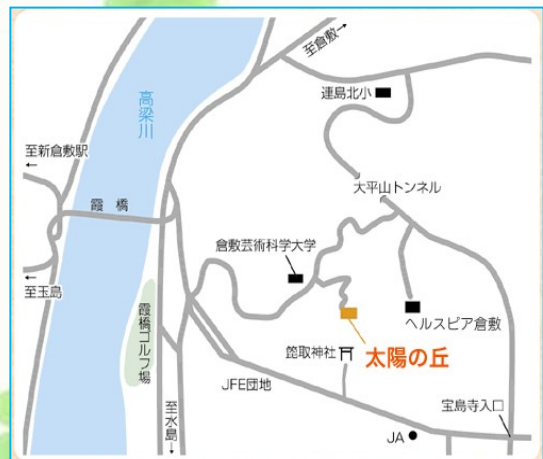 至倉敷→
高梁川
連島北小
至新倉敷駅
←
大平山トンネル
霞橋
倉敷芸術科学大学
←
至玉島
霞橋ゴルフ場
ヘルスピア倉敷
箆取神社
太陽の丘
JFE団地
至水島→
宝島寺入口
JA